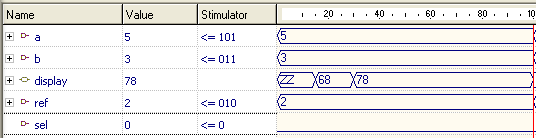 Name Value Stimulator 20 40 60 80 10
a 5 <= 101 5
b 3 <= 011 3
display 78 ZZ 68 78
ref 2 <= 010 2
sel 0 <= 0